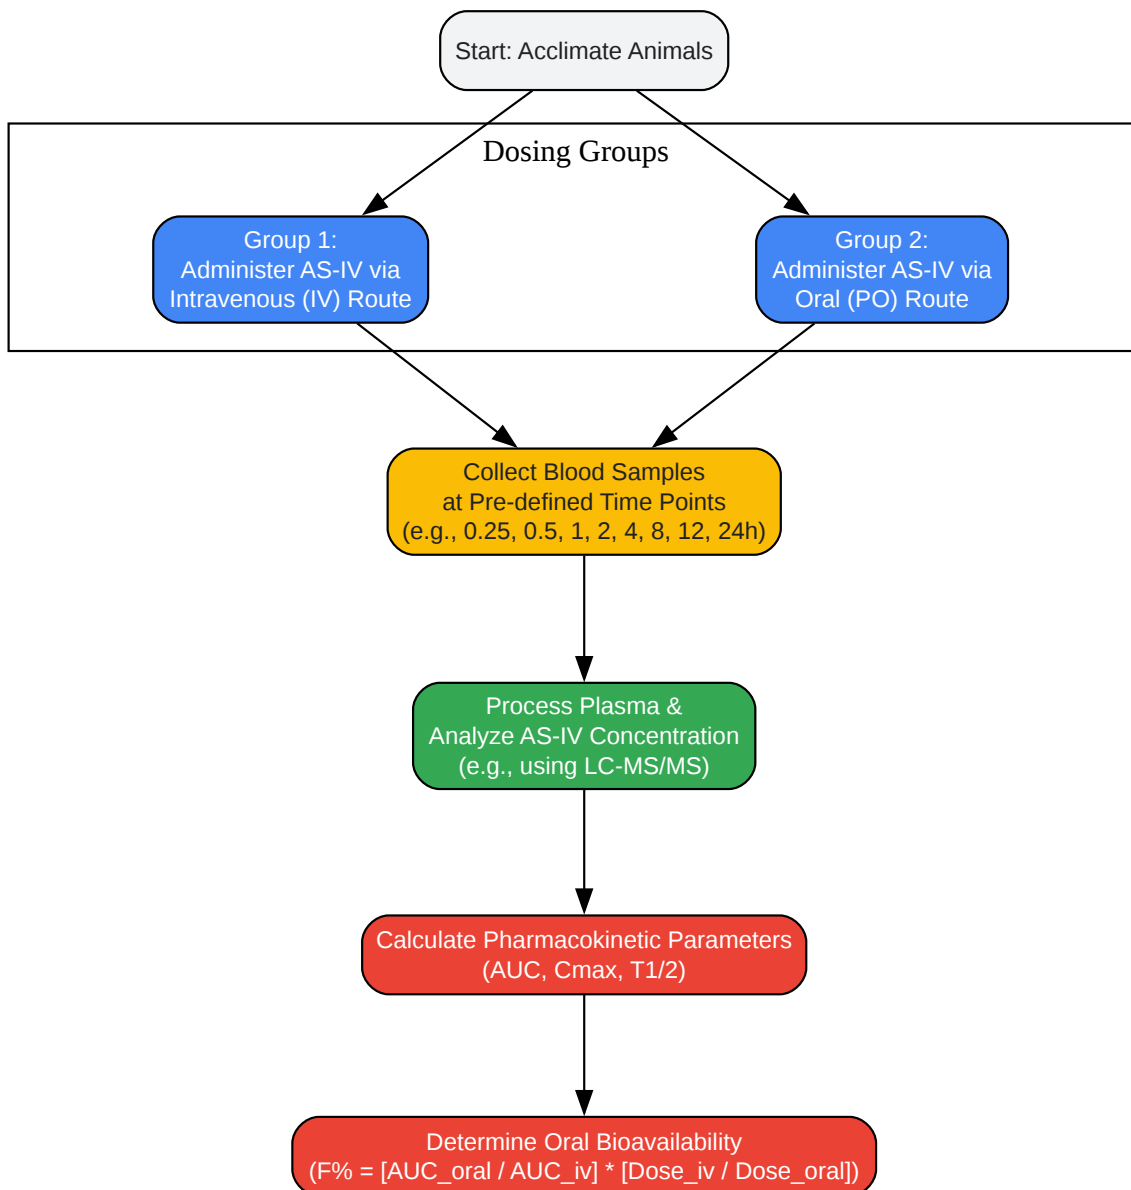 Start: Acclimate Animals
Dosing Groups
Group 1:
Administer AS-IV via
Intravenous (IV) Route
Group 2:
Administer AS-IV via
Oral (PO) Route
Collect Blood Samples
at Pre-defined Time Points
(e.g., 0.25, 0.5, 1, 2, 4, 8, 12, 24h)
Process Plasma &
Analyze AS-IV Concentration
(e.g., using LC-MS/MS)
Calculate Pharmacokinetic Parameters
(AUC, Cmax, T1/2)
Determine Oral Bioavailability
(F% = [AUC_oral / AUC_iv] * [Dose_iv / Dose_oral])